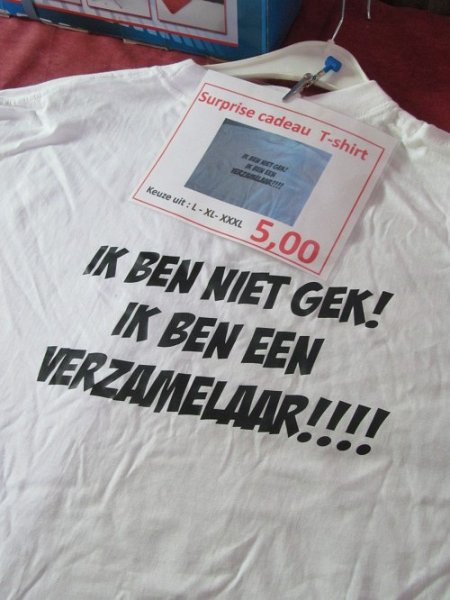 Surprise cadeau T-shirt
IK BEN NIET GEK!
IK BEN EEN
VERZAMELAAR!!!!
Keuze uit : L - XL- XXXL
5,00
IK BEN NIET GEK!
IK BEN EEN
VERZAMELAAR!!!!